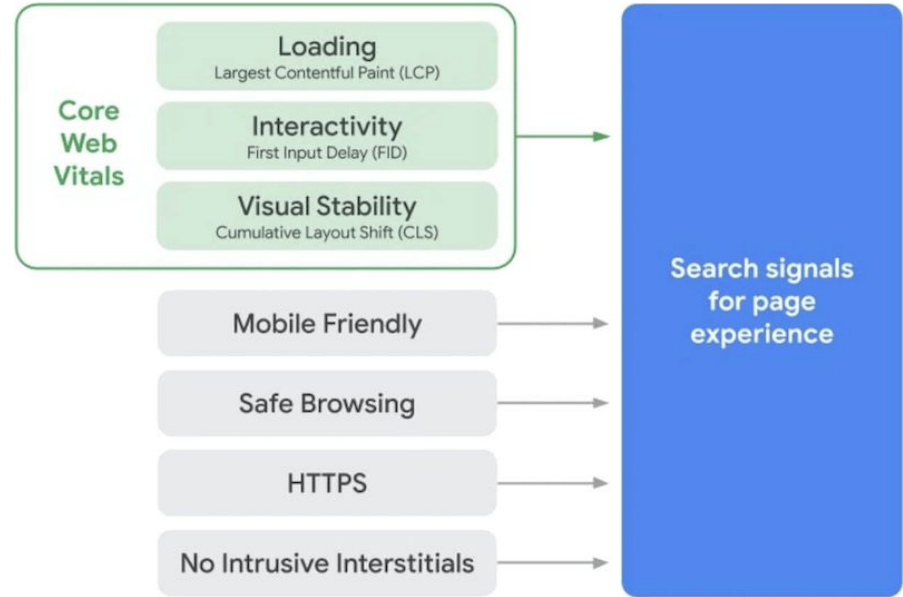 Core
Web
Vitals
Loading
Largest Contentful Paint (LCP)
Interactivity
First Input Delay (FID)
Visual Stability
Cumulative Layout Shift (CLS)
Mobile Friendly
Safe Browsing
HTTPS
No Intrusive Interstitials
Search signals
for page
experience